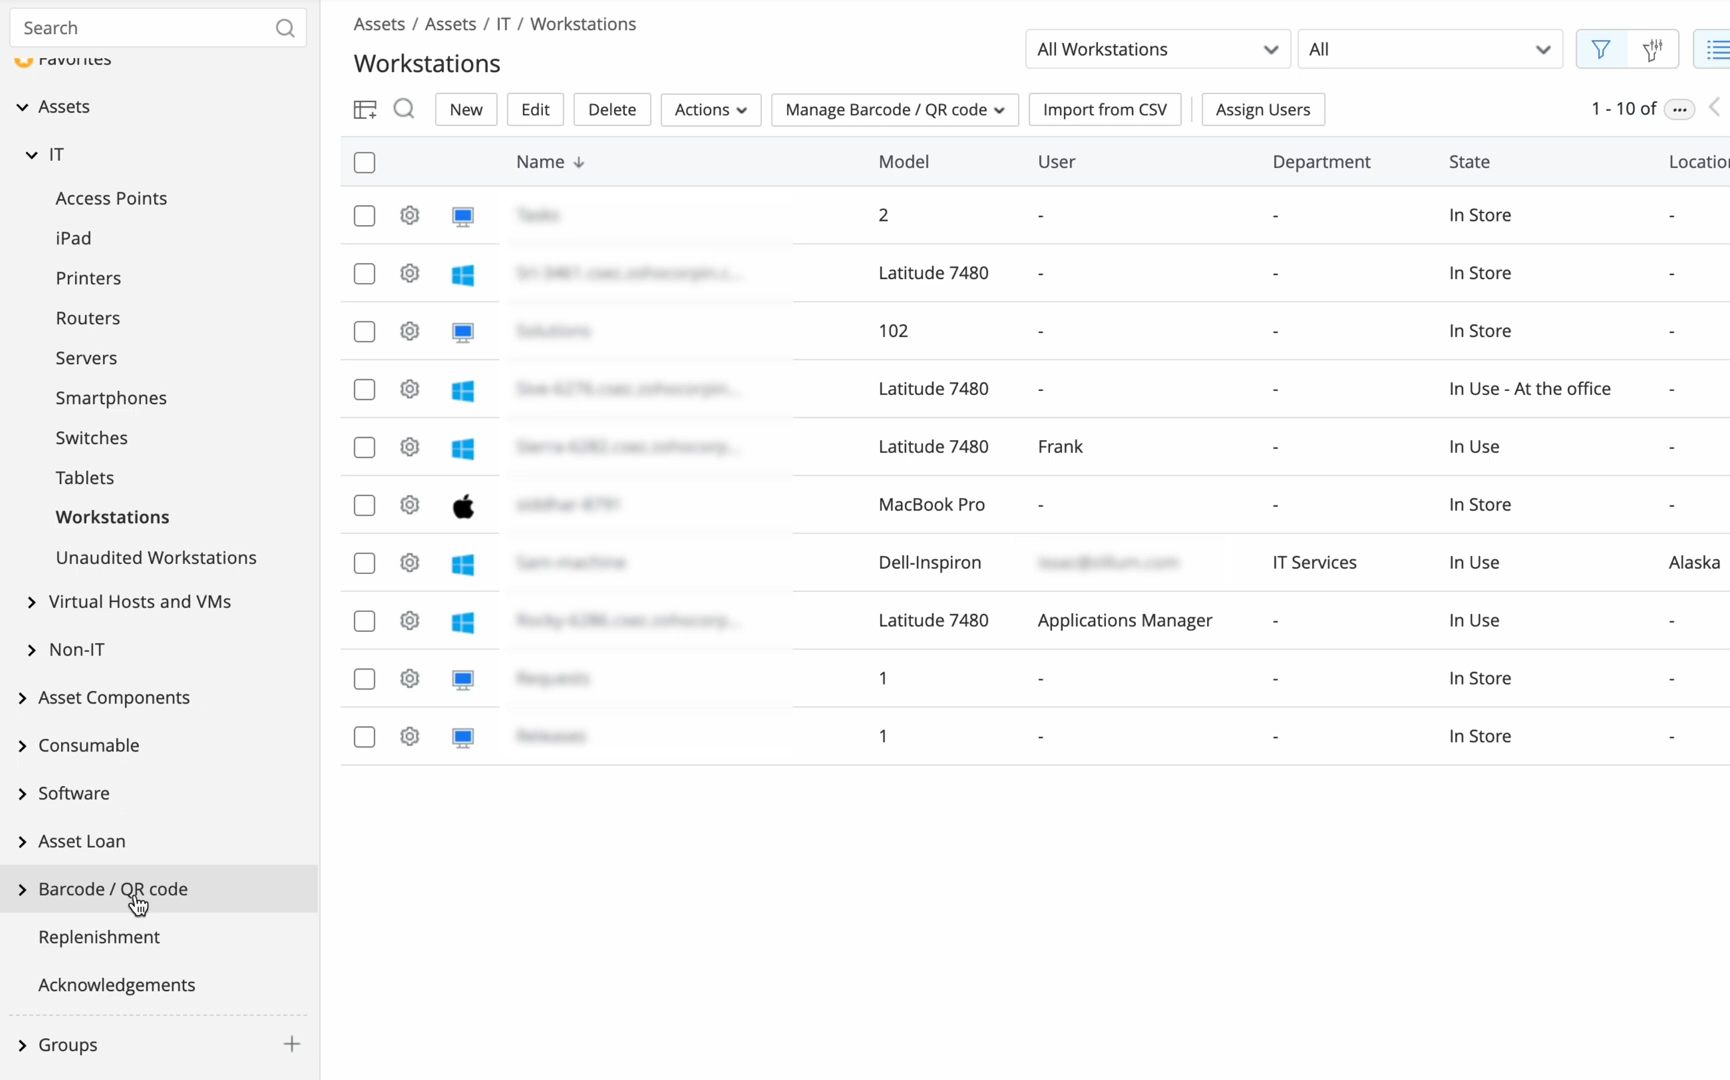 Search
Favorites
Assets
IT
Access Points
iPad
Printers
Routers
Servers
Smartphones
Switches
Tablets
Workstations
Unaudited Workstations
Virtual Hosts and VMs
Non-IT
Asset Components
Consumable
Software
Asset Loan
Barcode / QR code
Replenishment
Acknowledgements
Groups
Assets / Assets / IT / Workstations
Workstations
All Workstations
All
New Edit Delete Actions Manage Barcode / QR code Import from CSV Assign Users 1 - 10 of ...
Name Model User Department State Location
2 - - In Store -
Latitude 7480 - - In Store -
102 - - In Store -
Latitude 7480 - - In Use - At the office -
Latitude 7480 Frank - In Use -
MacBook Pro - - In Store -
Dell-Inspiron IT Services In Use Alaska
Latitude 7480 Applications Manager - In Use -
1 - - In Store -
1 - - In Store -